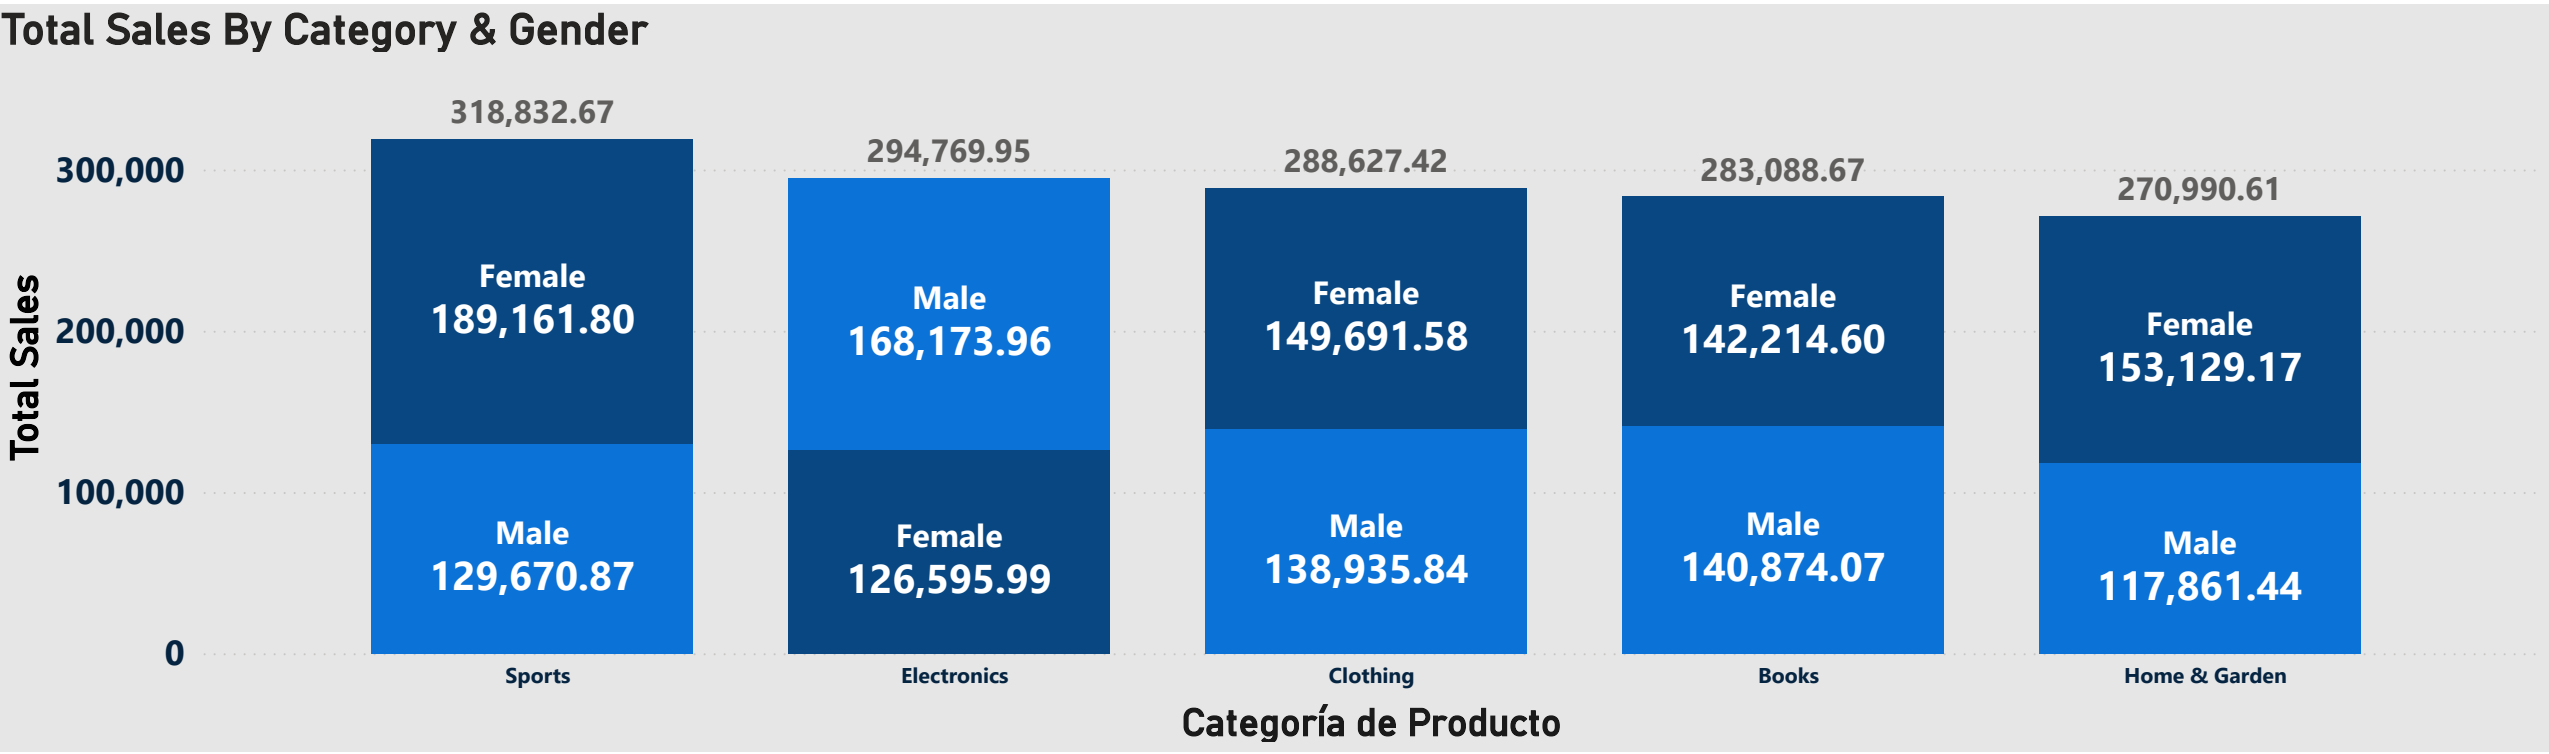 Total Sales By Category & Gender
Total Sales
300,000
200,000
100,000
0
318,832.67
Female
189,161.80
Male
129,670.87
Sports
294,769.95
Male
168,173.96
Female
126,595.99
Electronics
288,627.42
Female
149,691.58
Male
138,935.84
Clothing
283,088.67
Female
142,214.60
Male
140,874.07
Books
270,990.61
Female
153,129.17
Male
117,861.44
Home & Garden
Categoría de Producto